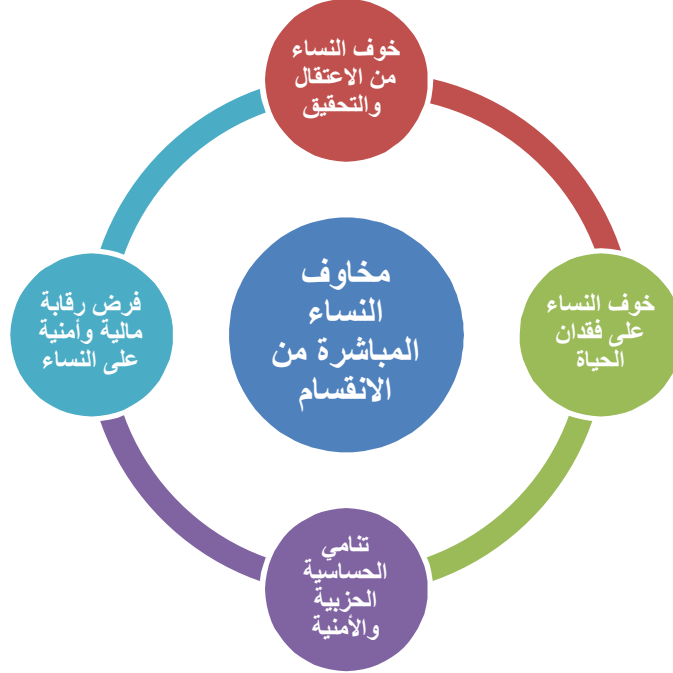 خوف النساء
من الاعتقال
والتحقيق
مخاوف
النساء
المباشرة من
الانقسام
خوف النساء
على فقدان
الحياة
تنامي
الحساسية
الحزبية
والأمنية
فرض رقابة
مالية وأمنية
على النساء